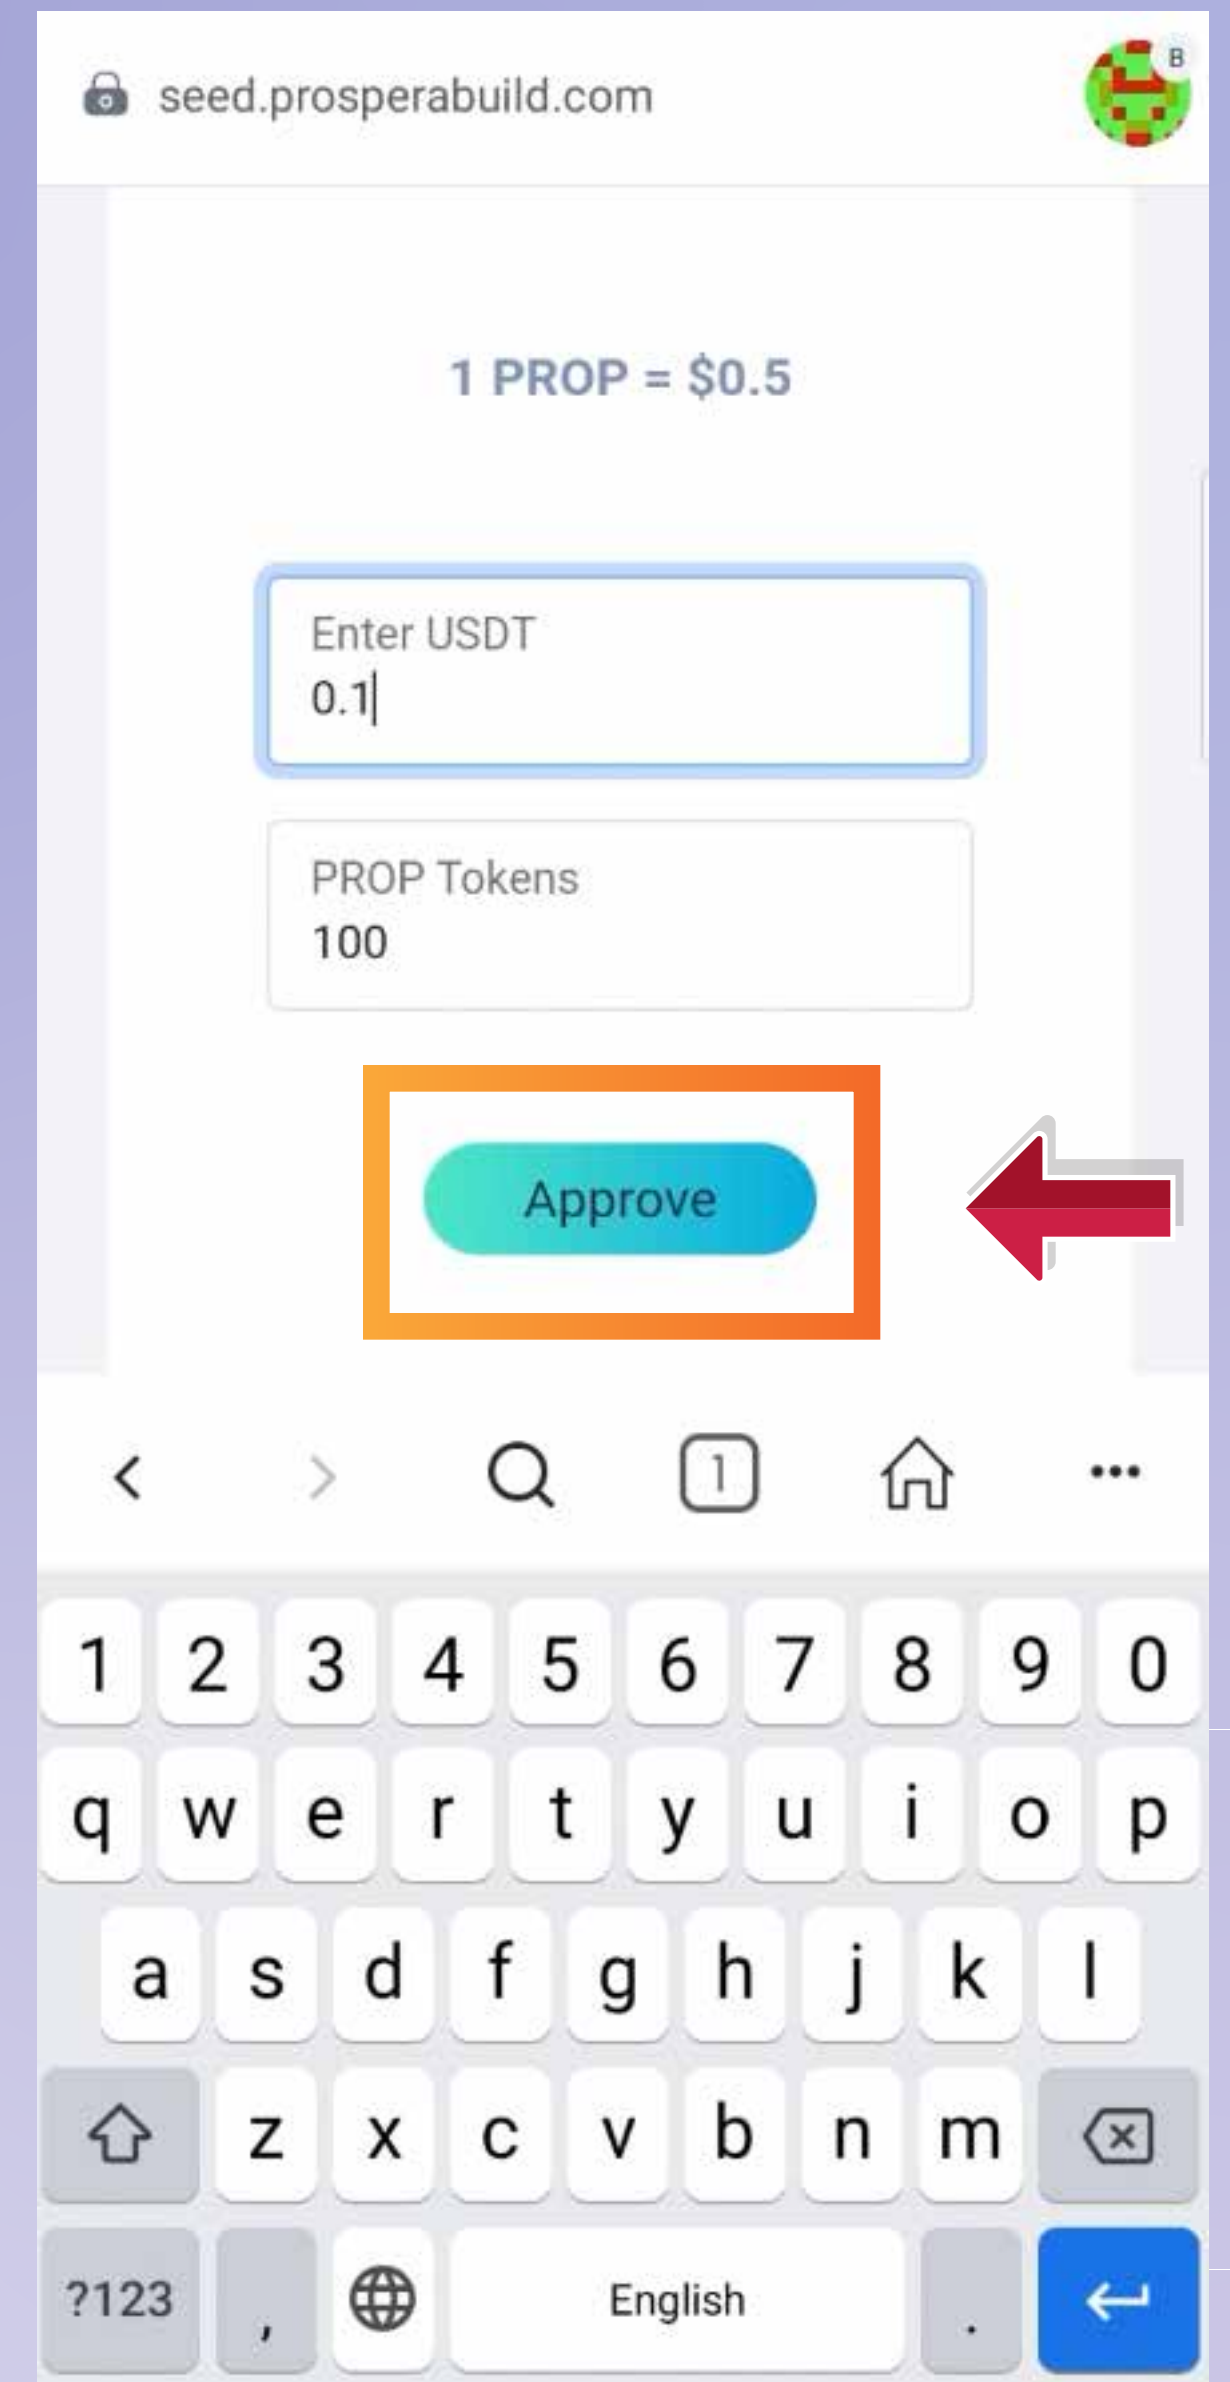 seed.prosperabuild.com
B
1 PROP = $0.5
Enter USDT
0.1
PROP Tokens
100
Approve
1
1 2 3 4 5 6 7 8 9 0
q w e r t y u i o p
a s d f g h j k l
z x c v b n m
?123 , English .